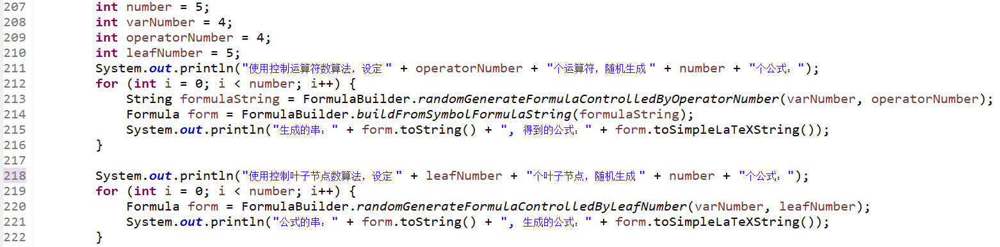 207 int number = 5;
208 int varNumber = 4;
209 int operatorNumber = 4;
210 int leafNumber = 5;
211 System.out.println("使用控制运算符数算法，设定" + operatorNumber + "个运算符，随机生成" + number + "个公式：");
212 for (int i = 0; i < number; i++) {
213 String formulaString = FormulaBuilder.randomGenerateFormulaControlledByOperatorNumber(varNumber, operatorNumber);
214 Formula form = FormulaBuilder.buildFromSymbolFormulaString(formulaString);
215 System.out.println("生成的串：" + form.toString() + ", 得到的公式：" + form.toSimpleLaTeXString());
216 }
217
218 System.out.println("使用控制叶子节点数算法，设定" + leafNumber + "个叶子节点，随机生成" + number + "个公式：");
219 for (int i = 0; i < number; i++) {
220 Formula form = FormulaBuilder.randomGenerateFormulaControlledByLeafNumber(varNumber, leafNumber);
221 System.out.println("公式的串：" + form.toString() + ", 生成的公式：" + form.toSimpleLaTeXString());
222 }